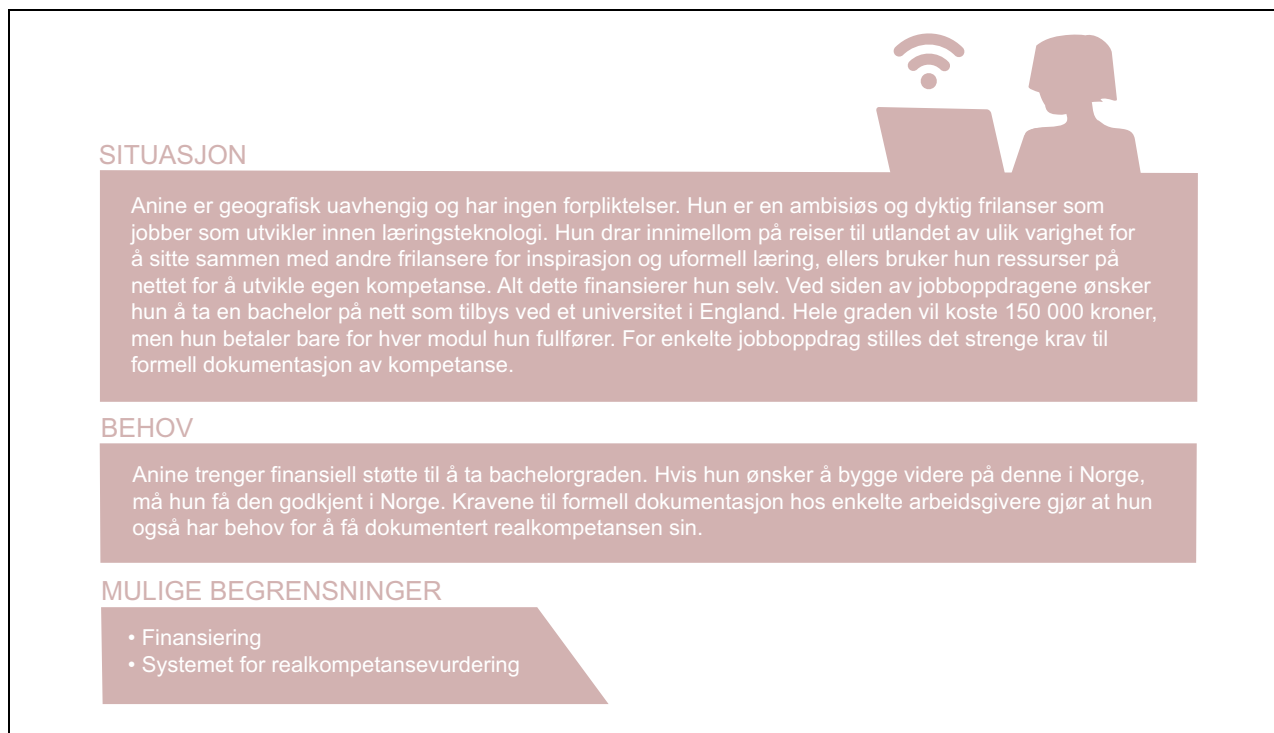 SITUASJON
Anine er geografisk uavhengig og har ingen forpliktelser. Hun er en ambisiøs og dyktig frilanser som
jobber som utvikler innen læringsteknologi. Hun drar innimellom på reiser til utlandet av ulik varighet for
å sitte sammen med andre frilansere for inspirasjon og uformell læring, ellers bruker hun ressurser på
nettet for å utvikle egen kompetanse. Alt dette finansierer hun selv. Ved siden av jobboppdragene ønsker
hun å ta en bachelor på nett som tilbys ved et universitet i England. Hele graden vil koste 150 000 kroner,
men hun betaler bare for hver modul hun fullfører. For enkelte jobboppdrag stilles det strenge krav til
formell dokumentasjon av kompetanse.
BEHOV
Anine trenger finansiell støtte til å ta bachelorgraden. Hvis hun ønsker å bygge videre på denne i Norge,
må hun få den godkjent i Norge. Kravene til formell dokumentasjon hos enkelte arbeidsgivere gjør at hun
også har behov for å få dokumentert realkompetansen sin.
MULIGE BEGRENSNINGER
• Finansiering
• Systemet for realkompetansevurdering